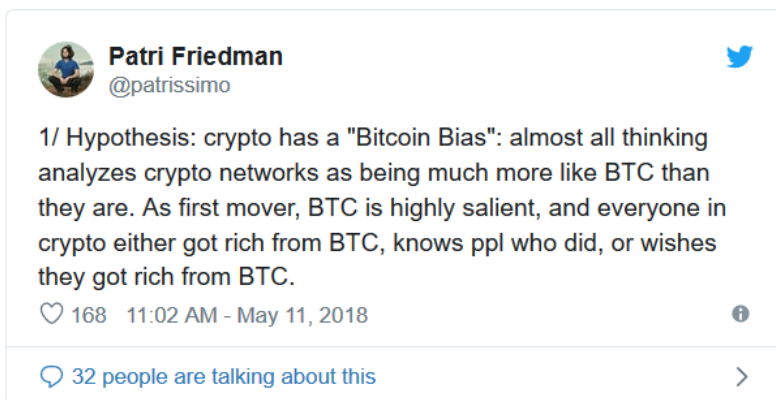 Patri Friedman
@patrissimo
1/ Hypothesis: crypto has a "Bitcoin Bias": almost all thinking
analyzes crypto networks as being much more like BTC than
they are. As first mover, BTC is highly salient, and everyone in
crypto either got rich from BTC, knows ppl who did, or wishes
they got rich from BTC.
168 11:02 AM - May 11, 2018
32 people are talking about this